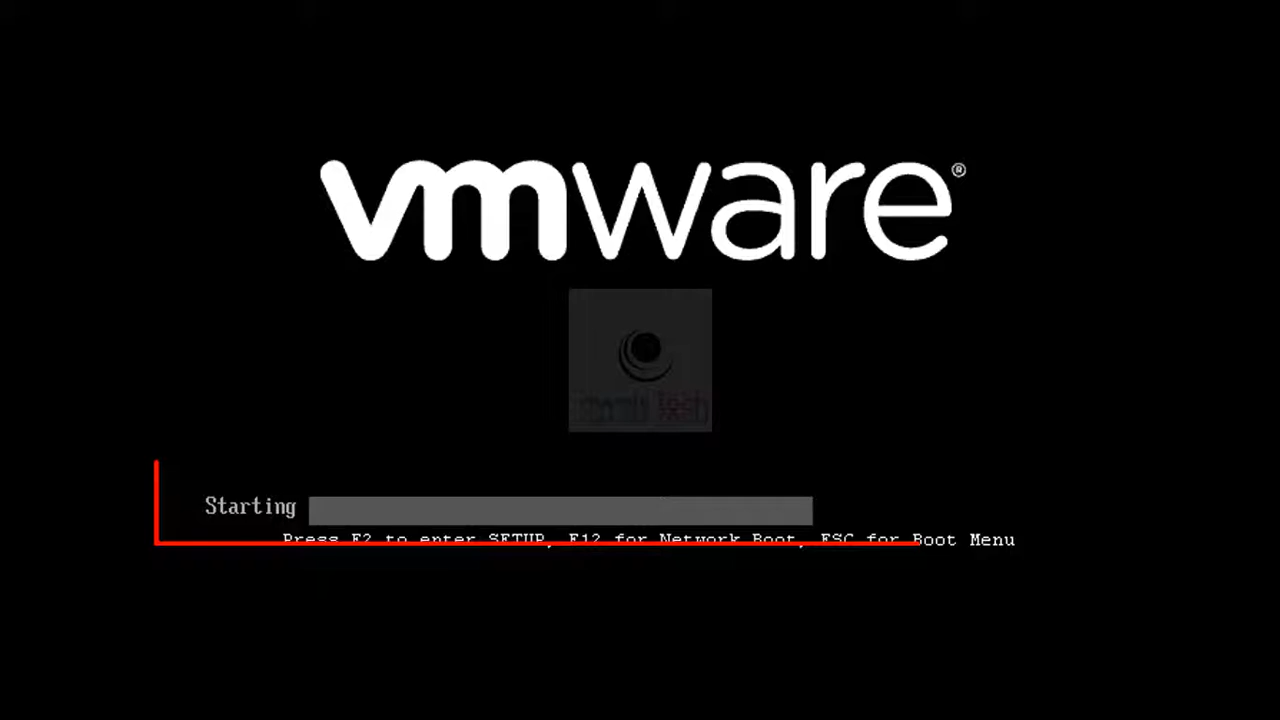 vmware®
Starting
Press F2 to enter SETUP, F12 for Network Boot, ESC for Boot Menu